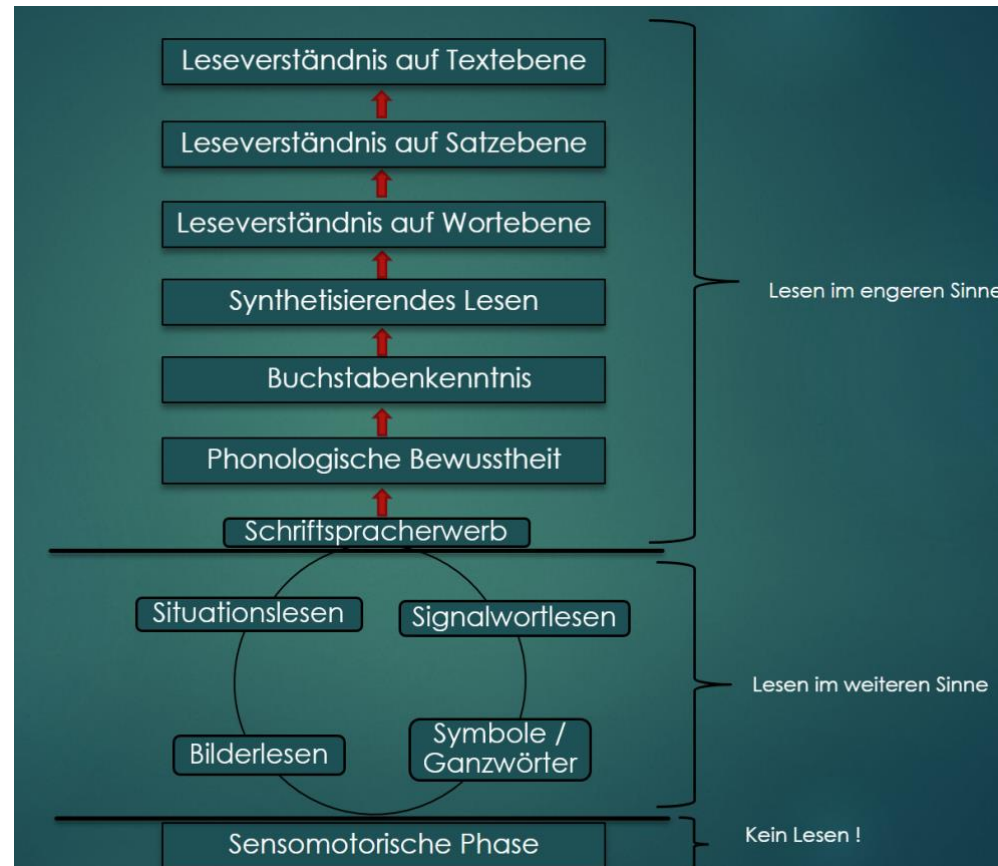 Leseverständnis auf Textebene
Leseverständnis auf Satzebene
Leseverständnis auf Wortebene
Lesen im engeren Sinne
Synthetisierendes Lesen
Buchstabenkenntnis
Phonologische Bewusstheit
Schriftspracherwerb
Situationslesen
Signalwortlesen
Lesen im weiteren Sinne
Bilderlesen
Symbole /
Ganzwörter
Kein Lesen !
Sensomotorische Phase